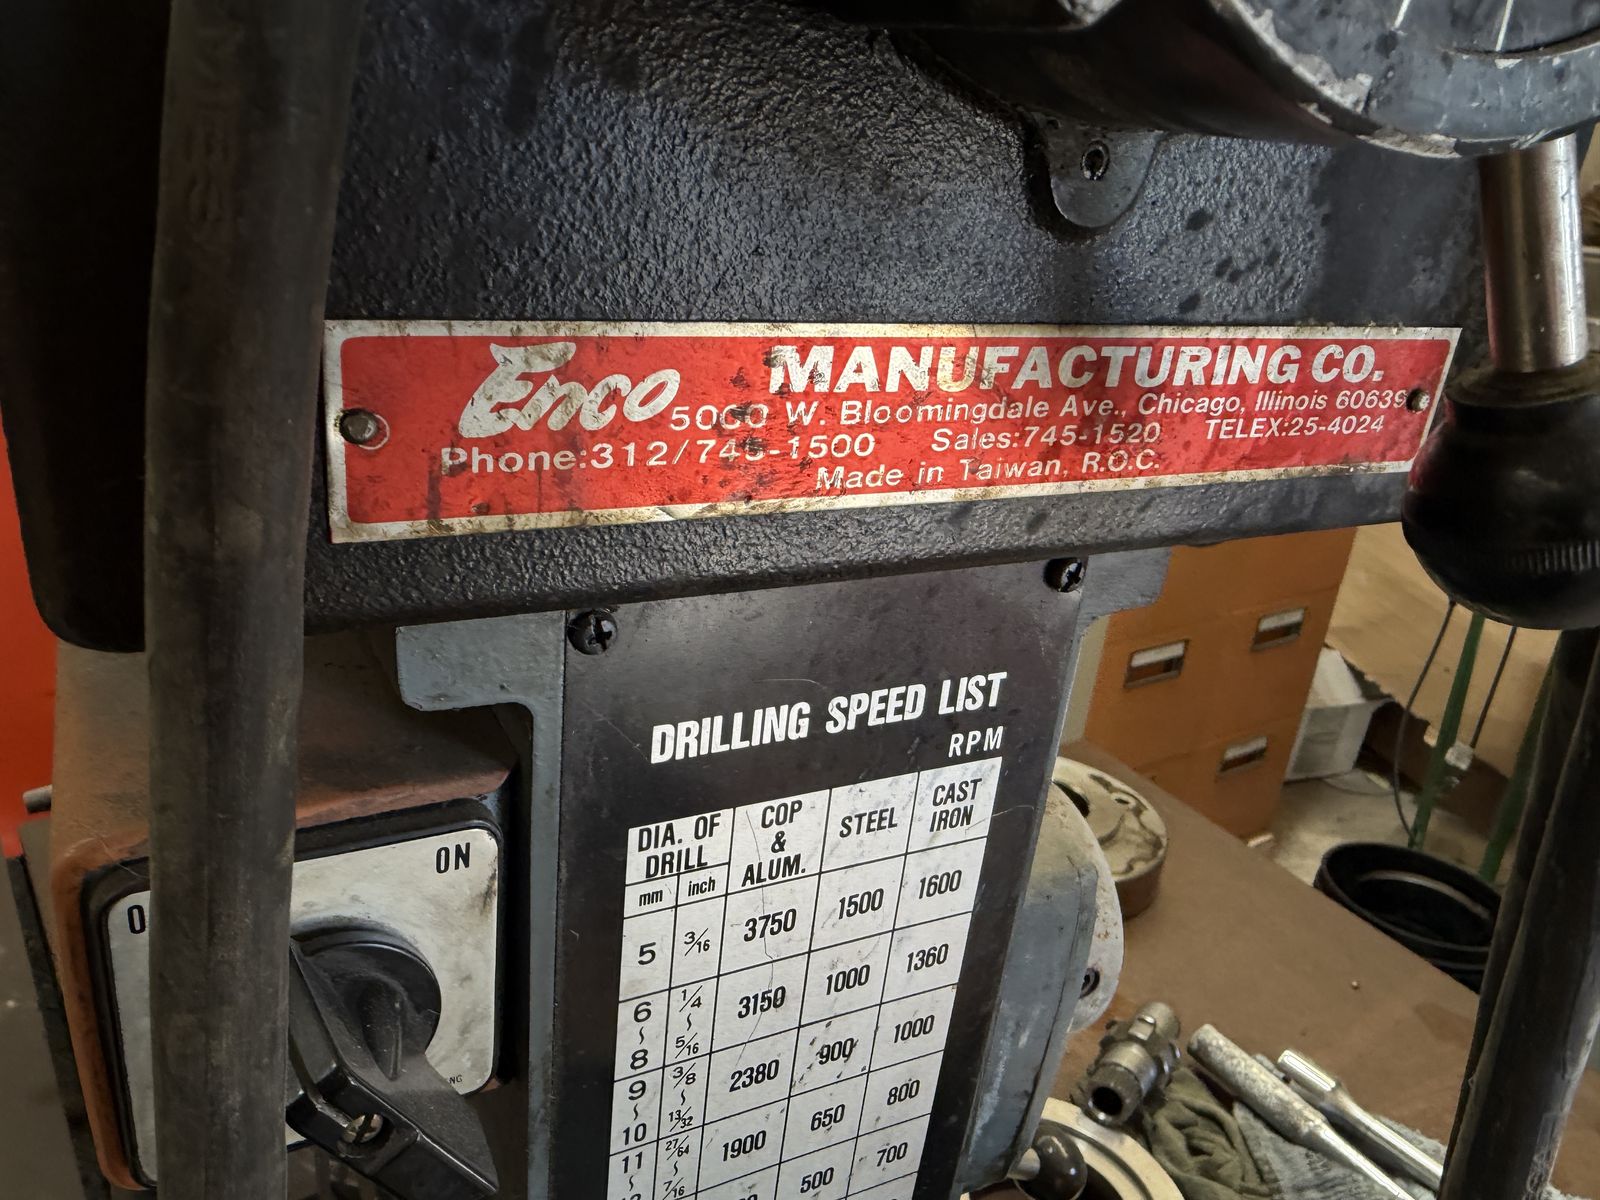 Enco MANUFACTURING CO.
5000 W. Bloomingdale Ave., Chicago, Illinois 60639
Phone:312/745-1500 Sales:745-1520 TELEX:25-4024
Made in Taiwan, R.O.C.
DRILLING SPEED LIST
RPM
DIA. OF DRILL COP & ALUM. STEEL CAST IRON
mm inch
5 3/16 3750 1500 1600
6 ~ 8 1/4 ~ 5/16 3150 1000 1360
9 ~ 10 3/8 ~ 13/32 2380 900 1000
11 ~ 27/64 ~ 7/16 1900 650 800
500 700
ON